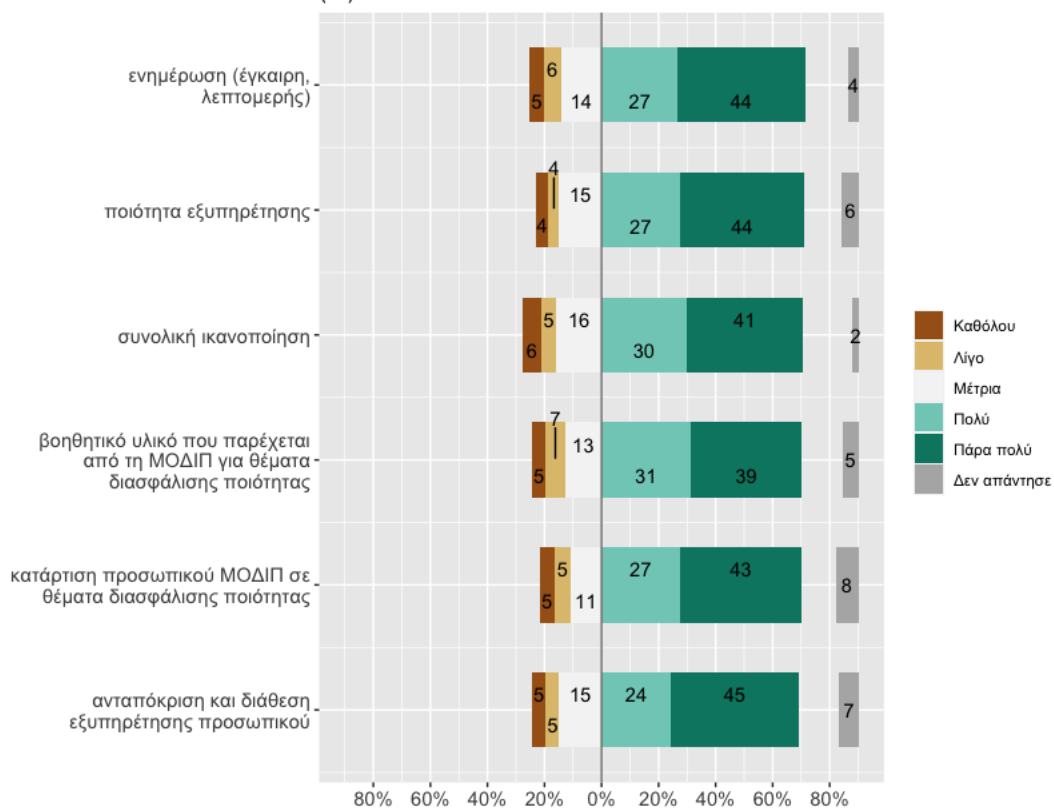 ενημέρωση (έγκαιρη,
λεπτομερής)
6
5 14 27 44 4
ποιότητα εξυπηρέτησης
4
15
4 27 44 6
συνολική ικανοποίηση
5 16 41
6 30 2
βοηθητικό υλικό που παρέχεται
από τη ΜΟΔΙΠ για θέματα
διασφάλισης ποιότητας
7
13
5 31 39 5
κατάρτιση προσωπικού ΜΟΔΙΠ σε
θέματα διασφάλισης ποιότητας
5 27 43
5 11 8
ανταπόκριση και διάθεση
εξυπηρέτησης προσωπικού
5 15 24 45
5 7
80% 60% 40% 20% 0% 20% 40% 60% 80%
Καθόλου
Λίγο
Μέτρια
Πολύ
Πάρα πολύ
Δεν απάντησε